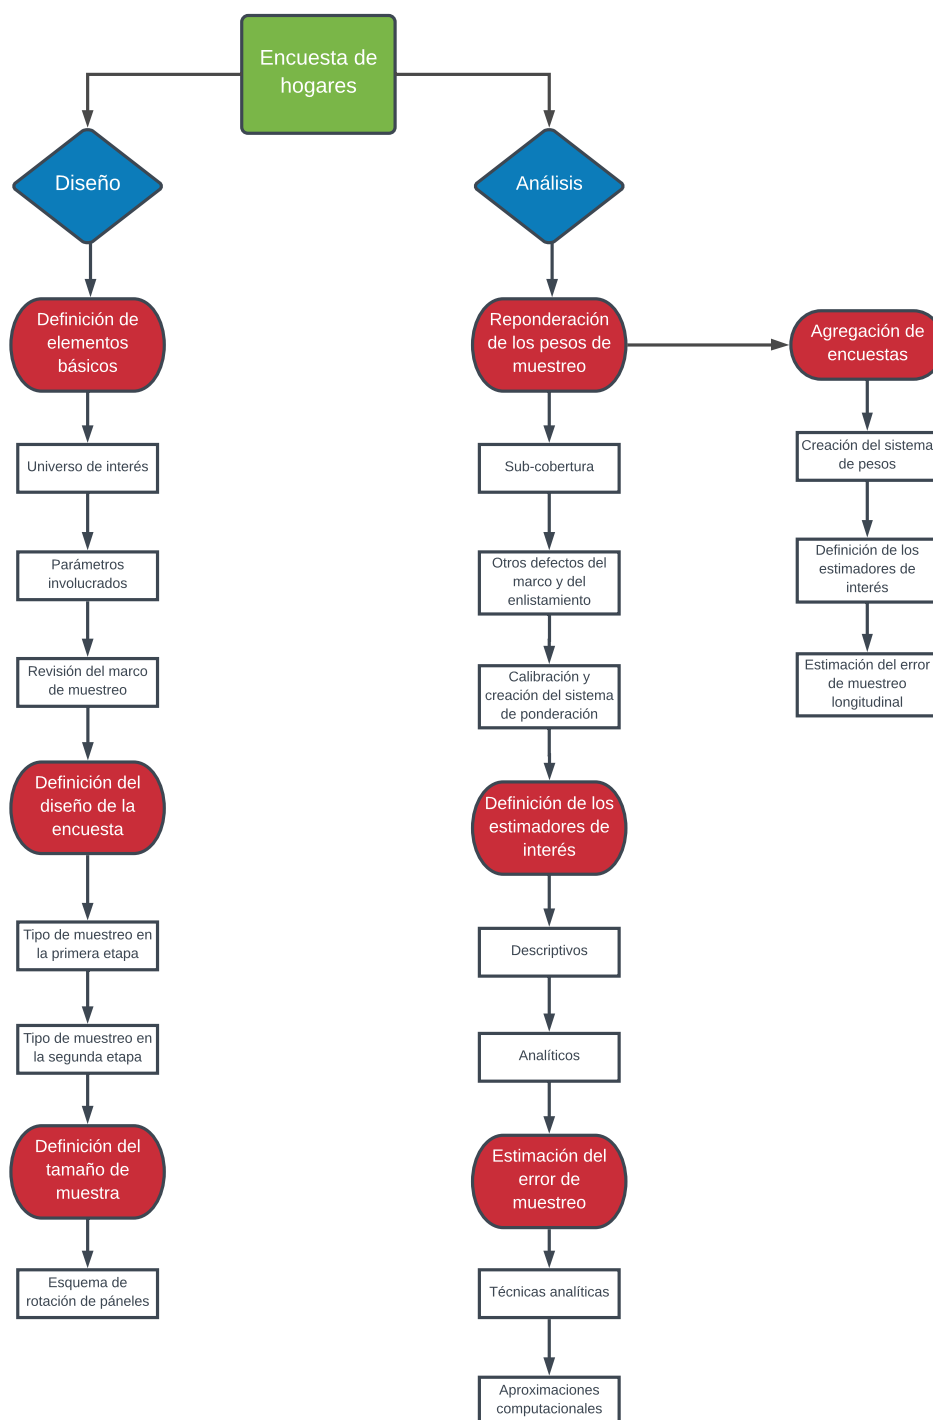 Encuesta de
hogares
Diseño
Análisis
Definición de
elementos
básicos
Universo de interés
Parámetros
involucrados
Revisión del marco
de muestreo
Definición del
diseño de la
encuesta
Tipo de muestreo en
la primera etapa
Tipo de muestreo en
la segunda etapa
Definición del
tamaño de
muestra
Esquema de
rotación de páneles
Reponderación
de los pesos de
muestreo
Sub-cobertura
Otros defectos del
marco y del
enlistamiento
Calibración y
creación del sistema
de ponderación
Definición de los
estimadores de
interés
Descriptivos
Analíticos
Estimación del
error de
muestreo
Técnicas analíticas
Aproximaciones
computacionales
Agregación de
encuestas
Creación del sistema
de pesos
Definición de los
estimadores de
interés
Estimación del error
de muestreo
longitudinal